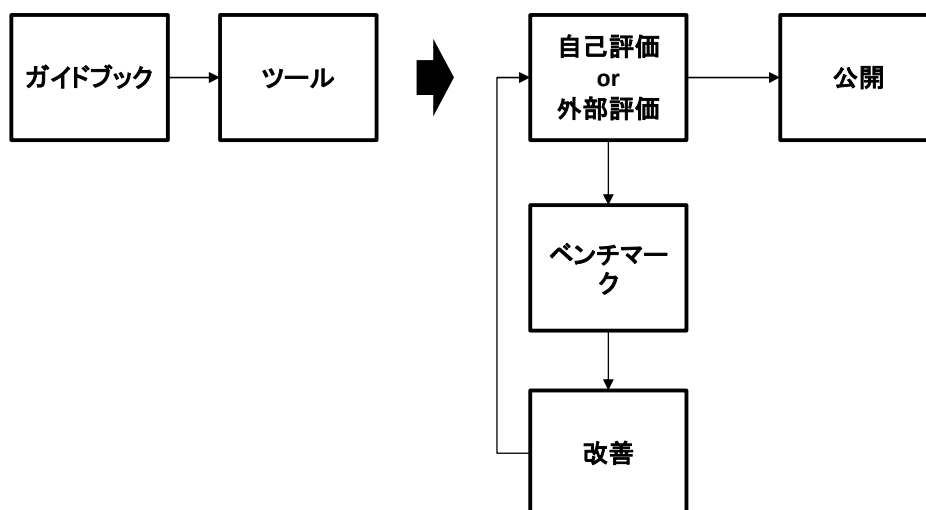 ガイドブック
ツール
自己評価
or
外部評価
公開
ベンチマー
ク
改善